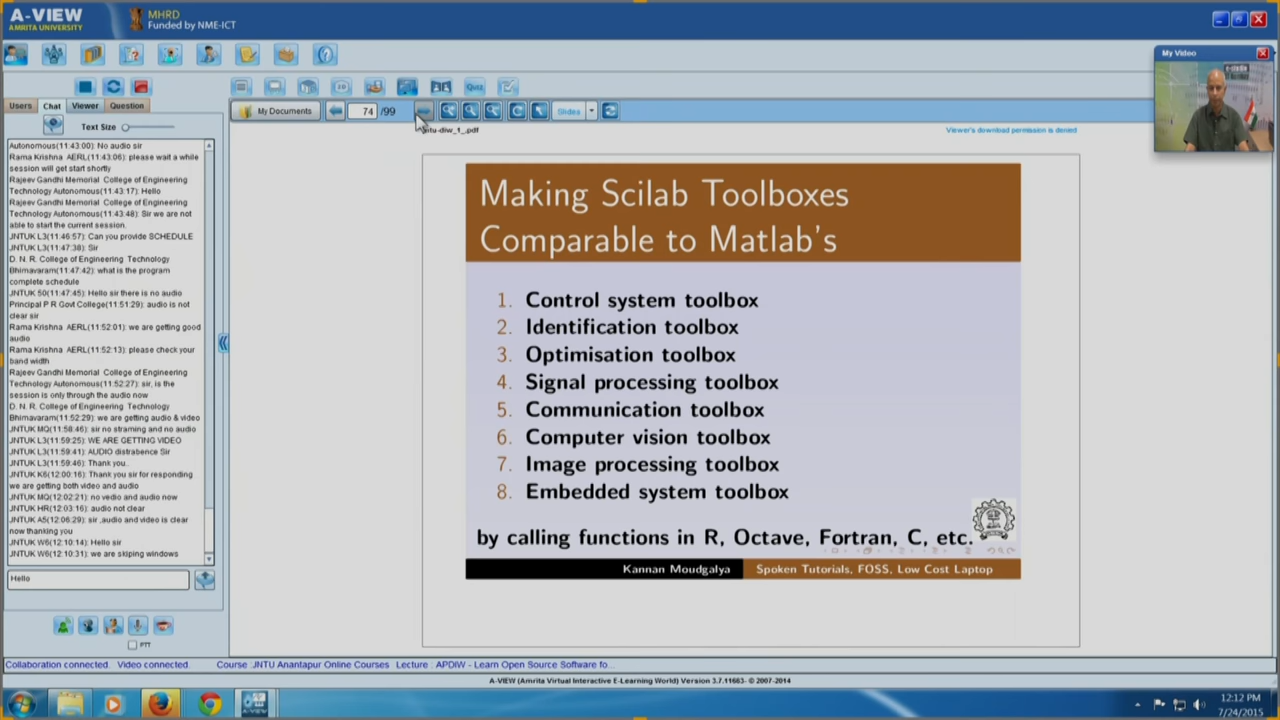 A-VIEW
AMRITA UNIVERSITY
MHRD
Funded by NME-ICT
My Video
Users Chat Viewer Question
Text Size
My Documents
74 /99
Quiz
Slides
ntu-diw_1_.pdf
Viewer's download permission is denied
Autonomous(11:43:00): No audio sir
Rama Krishna AERL(11:43:06): please wait a while
session will get start shortly
Rajeev Gandhi Memorial College of Engineering
Technology Autonomous(11:43:17): Hello
Rajeev Gandhi Memorial College of Engineering
Technology Autonomous(11:43:48): Sir we are not
able to start the current session.
JNTUK L3(11:46:57): Can you provide SCHEDULE
JNTUK L3(11:47:38): Sir
D. N. R. College of Engineering Technology
Bhimavaram(11:47:42): what is the program
complete schedule
JNTUK 50(11:47:45): Hello sir there is no audio
Principal P R Govt College(11:51:29): audio is not
clear sir
Rama Krishna AERL(11:52:01): we are getting good
audio
Rama Krishna AERL(11:52:13): please check your
band width
Rajeev Gandhi Memorial College of Engineering
Technology Autonomous(11:52:27): sir, is the
session is only through the audio now
D. N. R. College of Engineering Technology
Bhimavaram(11:52:29): we are getting audio & video
JNTUK MQ(11:58:46): sir no straming and no audio
JNTUK L3(11:59:25): WE ARE GETTING VIDEO
JNTUK L3(11:59:41): AUDIO distrabence Sir
JNTUK L3(11:59:46): Thank you.
JNTUK K6(12:00:16): Thank you sir for responding
we are getting both video and audio
JNTUK MQ(12:02:21): no vedio and audio now
JNTUK HR(12:03:16): audio not clear
JNTUK A5(12:06:29): sir ,audio and video is clear
now thanking you
JNTUK W6(12:10:14): Hello sir
JNTUK W6(12:10:31): we are skiping windows
Hello
PTT
Making Scilab Toolboxes
Comparable to Matlab's
1. Control system toolbox
2. Identification toolbox
3. Optimisation toolbox
4. Signal processing toolbox
5. Communication toolbox
6. Computer vision toolbox
7. Image processing toolbox
8. Embedded system toolbox
by calling functions in R, Octave, Fortran, C, etc.
Kannan Moudgalya Spoken Tutorials, FOSS, Low Cost Laptop
Collaboration connected. Video connected. Course : JNTU Anantapur Online Courses Lecture : APDIW - Learn Open Source Software fo...
A-VIEW (Amrita Virtual Interactive E-Learning World) Version 3.7.11663- © 2007-2014
12:12 PM
7/24/2015